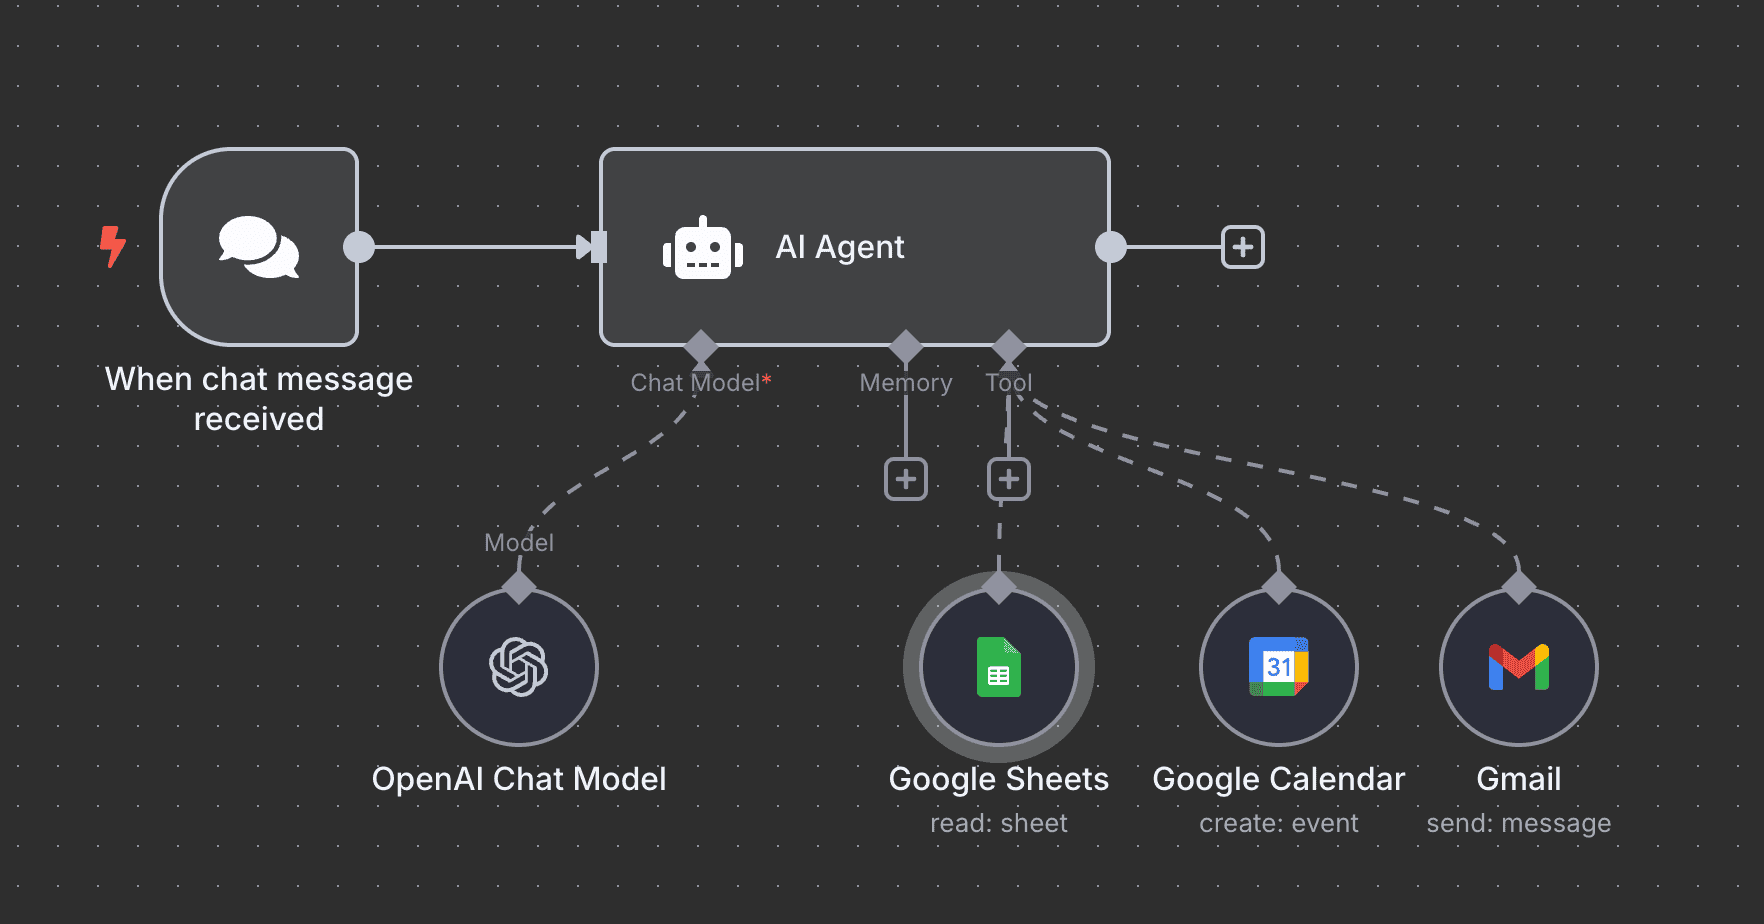 AI Agent
When chat message
received
Chat Model*
Memory
Tool
Model
31
OpenAI Chat Model
Google Sheets
read: sheet
Google Calendar
create: event
Gmail
send: message